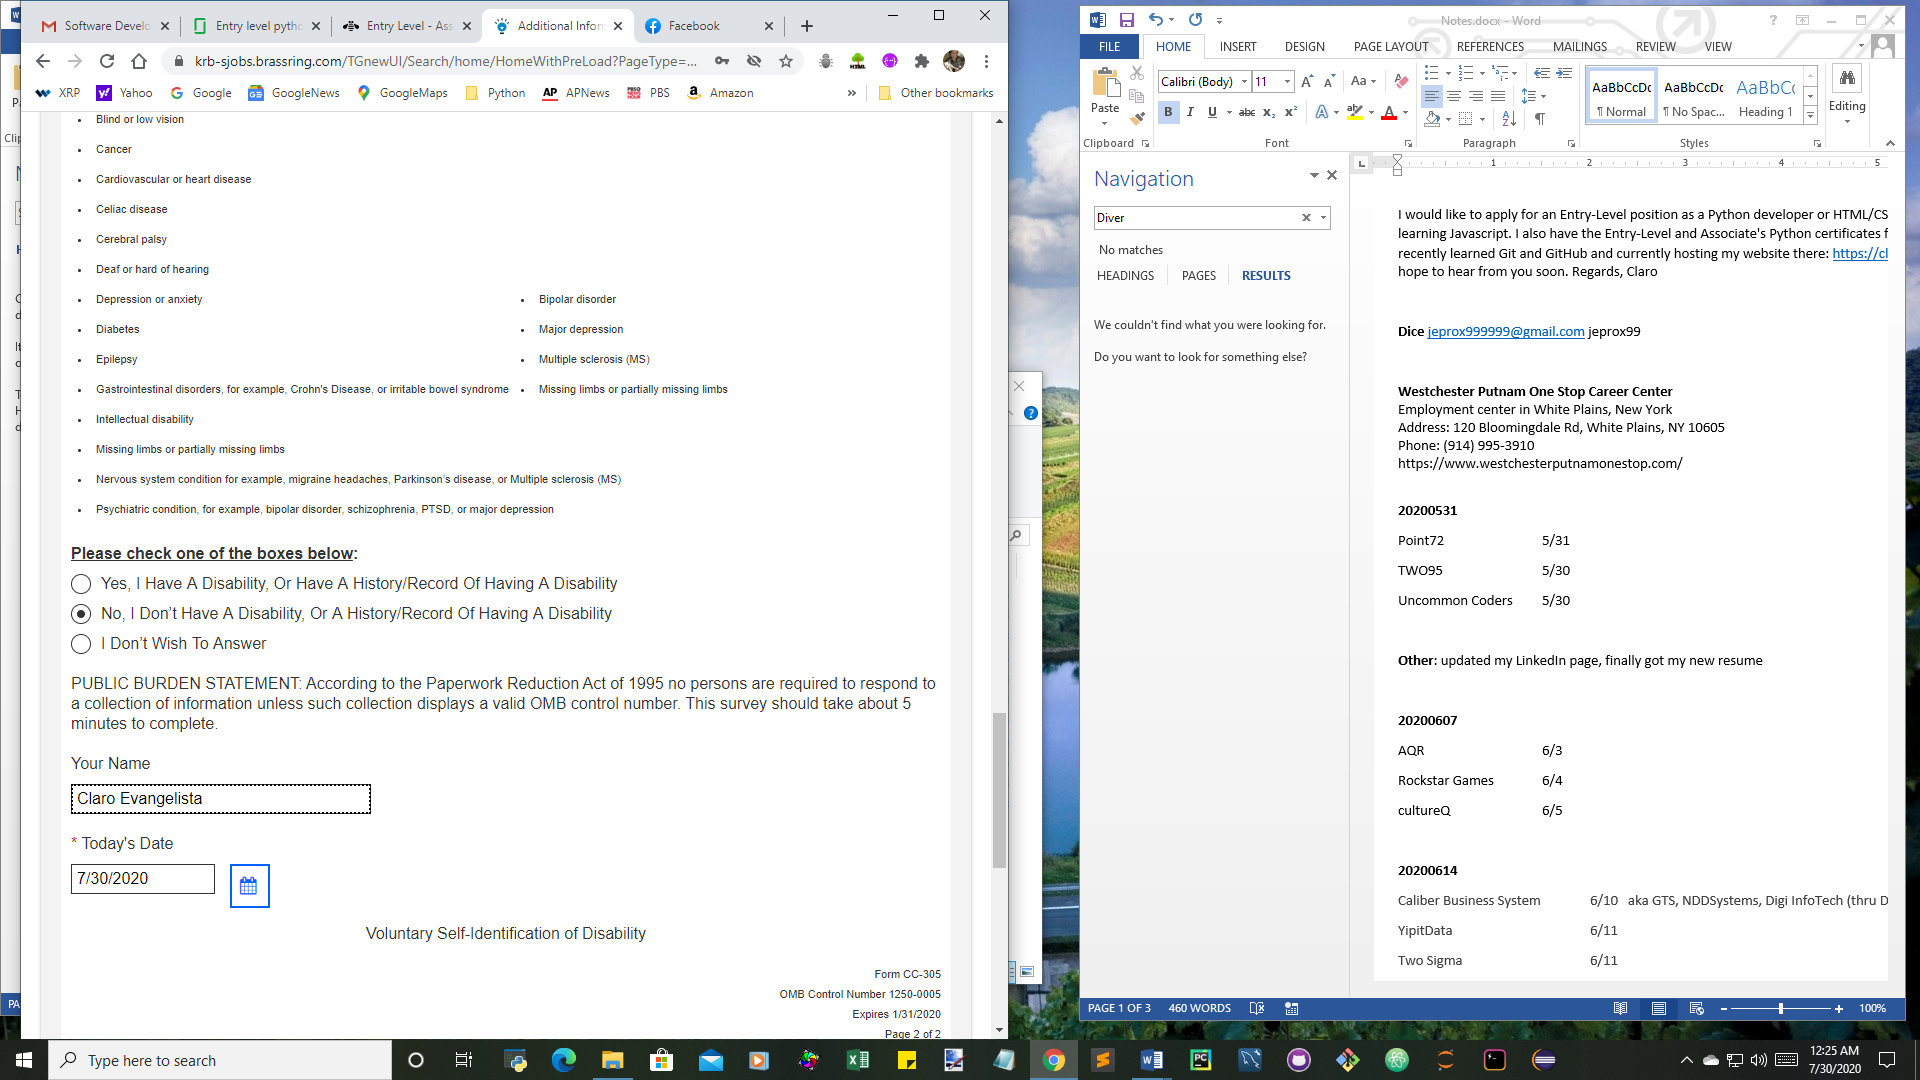 Software Develo
Entry level pytho
Entry Level - Ass
Additional Infor
Facebook
krb-sjobs.brassring.com/TGnewUI/Search/home/HomeWithPreLoad?PageType=...
XRP
Yahoo
Google
GoogleNews
GoogleMaps
Python
APNews
PBS
Amazon
»
Other bookmarks
Blind or low vision
Cancer
Cardiovascular or heart disease
Celiac disease
Cerebral palsy
Deaf or hard of hearing
Depression or anxiety
Bipolar disorder
Diabetes
Major depression
Epilepsy
Multiple sclerosis (MS)
Gastrointestinal disorders, for example, Crohn's Disease, or irritable bowel syndrome
Missing limbs or partially missing limbs
Intellectual disability
Missing limbs or partially missing limbs
Nervous system condition for example, migraine headaches, Parkinson's disease, or Multiple sclerosis (MS)
Psychiatric condition, for example, bipolar disorder, schizophrenia, PTSD, or major depression
Please check one of the boxes below:
Yes, I Have A Disability, Or Have A History/Record Of Having A Disability
No, I Don't Have A Disability, Or A History/Record Of Having A Disability
I Don't Wish To Answer
PUBLIC BURDEN STATEMENT: According to the Paperwork Reduction Act of 1995 no persons are required to respond to
a collection of information unless such collection displays a valid OMB control number. This survey should take about 5
minutes to complete.
Your Name
Claro Evangelista
* Today's Date
7/30/2020
Voluntary Self-Identification of Disability
Form CC-305
OMB Control Number 1250-0005
Expires 1/31/2020
Page 2 of 2
Notes.docx - Word
FILE
HOME
INSERT
DESIGN
PAGE LAYOUT
REFERENCES
MAILINGS
REVIEW
VIEW
Paste
Calibri (Body)
11
Clipboard
Font
Paragraph
AaBbCcDc
¶ Normal
AaBbCcDc
¶ No Spac...
AaBbCc
Heading 1
Styles
Editing
1 2 3 4 5
Navigation
Diver
No matches
HEADINGS
PAGES
RESULTS
We couldn't find what you were looking for.
Do you want to look for something else?
I would like to apply for an Entry-Level position as a Python developer or HTML/CS
learning Javascript. I also have the Entry-Level and Associate's Python certificates f
recently learned Git and GitHub and currently hosting my website there: https://cl
hope to hear from you soon. Regards, Claro
Dice jeprox999999@gmail.com jeprox99
Westchester Putnam One Stop Career Center
Employment center in White Plains, New York
Address: 120 Bloomingdale Rd, White Plains, NY 10605
Phone: (914) 995-3910
https://www.westchesterputnamonestop.com/
20200531
Point72 5/31
TWO95 5/30
Uncommon Coders 5/30
Other: updated my LinkedIn page, finally got my new resume
20200607
AQR 6/3
Rockstar Games 6/4
cultureQ 6/5
20200614
Caliber Business System 6/10 aka GTS, NDDSystems, Digi InfoTech (thru D
YipitData 6/11
Two Sigma 6/11
PAGE 1 OF 3
460 WORDS
100%
Type here to search
12:25 AM
7/30/2020